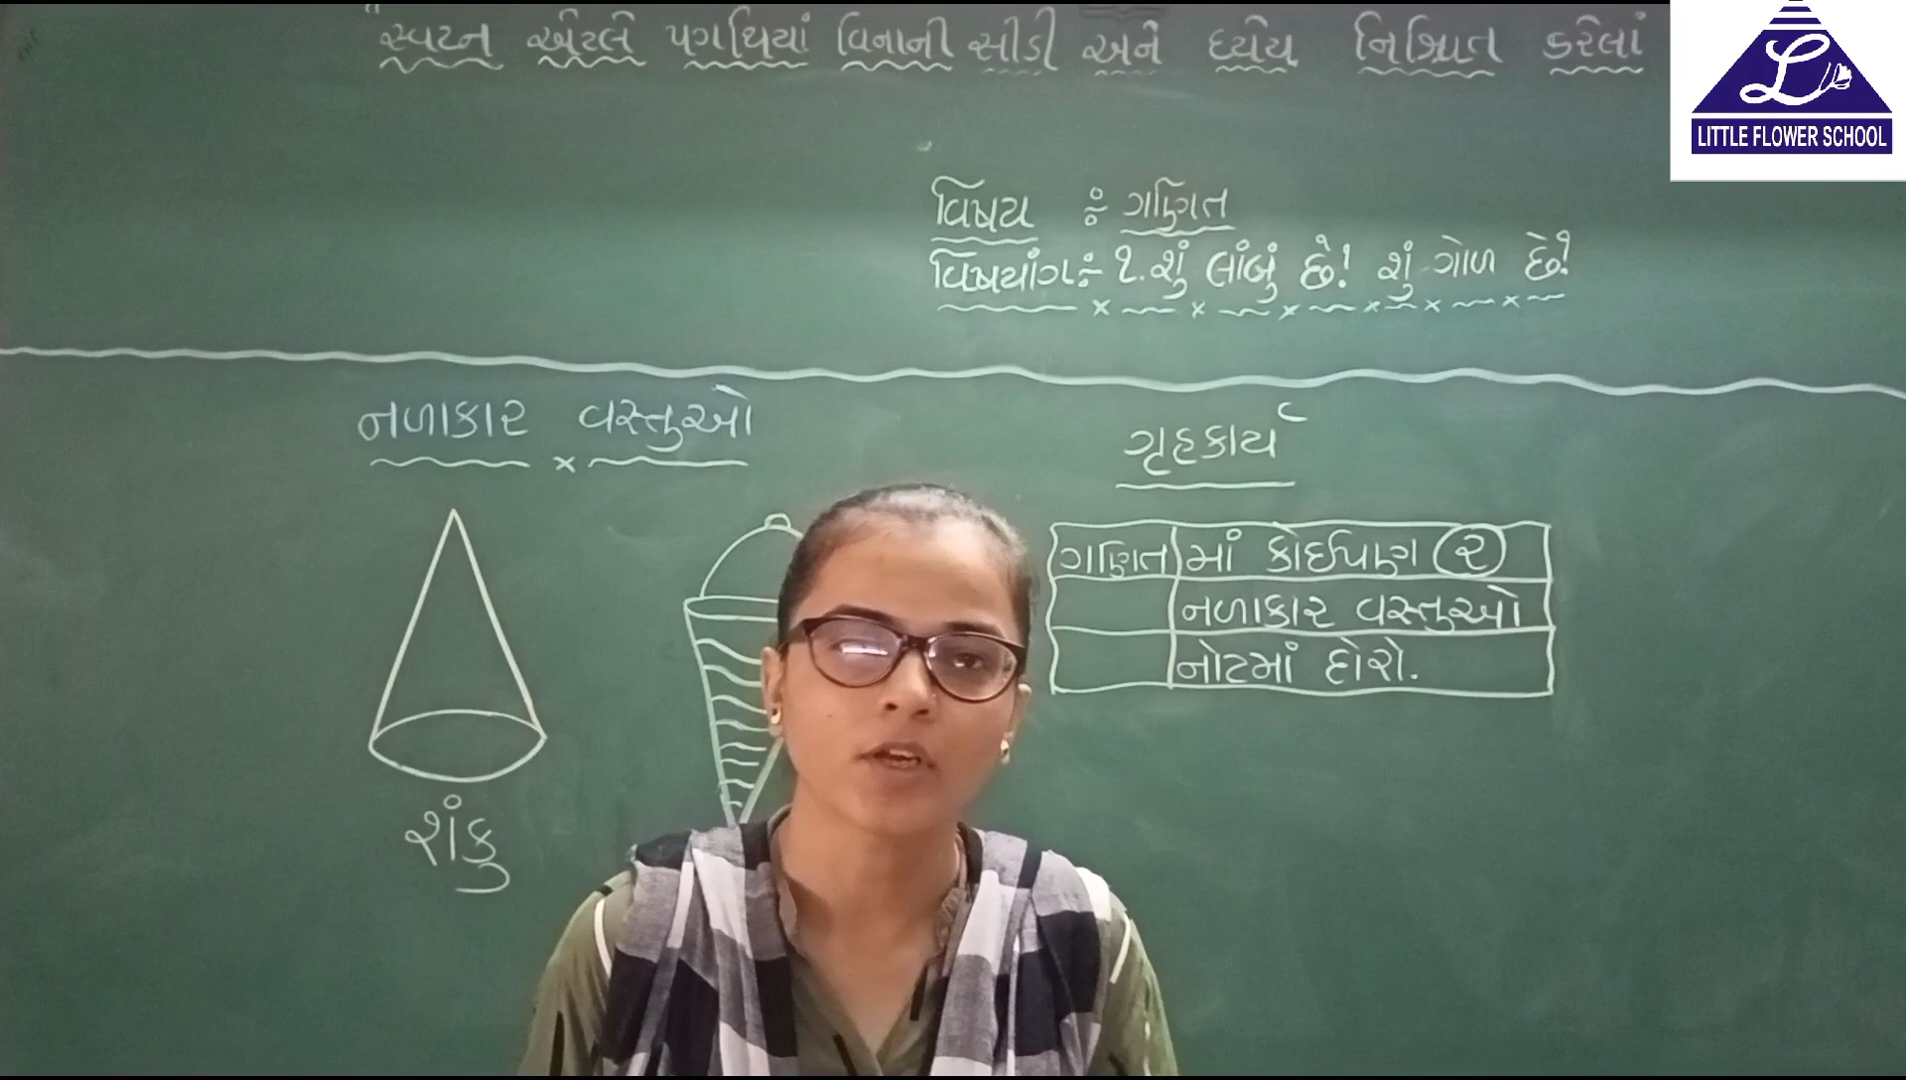 સ્વપ્ન એટલે પગથિયાં વિનાની સીડી અને ધ્યેય નિશ્ચિત કરેલાં
LITTLE FLOWER SCHOOL
વિષય ઃ- ગણિત
વિષયાંગ ઃ- ૧. શું લાંબું છે! શું ગોળ છે?
નળાકાર વસ્તુઓ
ગૃહકાર્ય
ગણિત માં કોઈપણ ૨
નળાકાર વસ્તુઓ
નોટમાં દોરો.
શંકુ